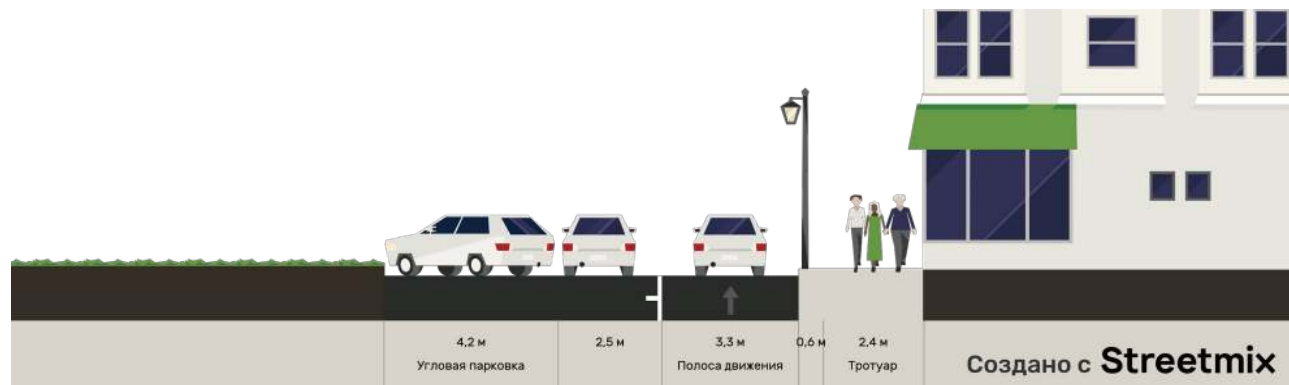 4,2 м
Угловая парковка
2,5 м
3,3 м
Полоса движения
0,6 м
2,4 м
Тротуар
Создано с Streetmix